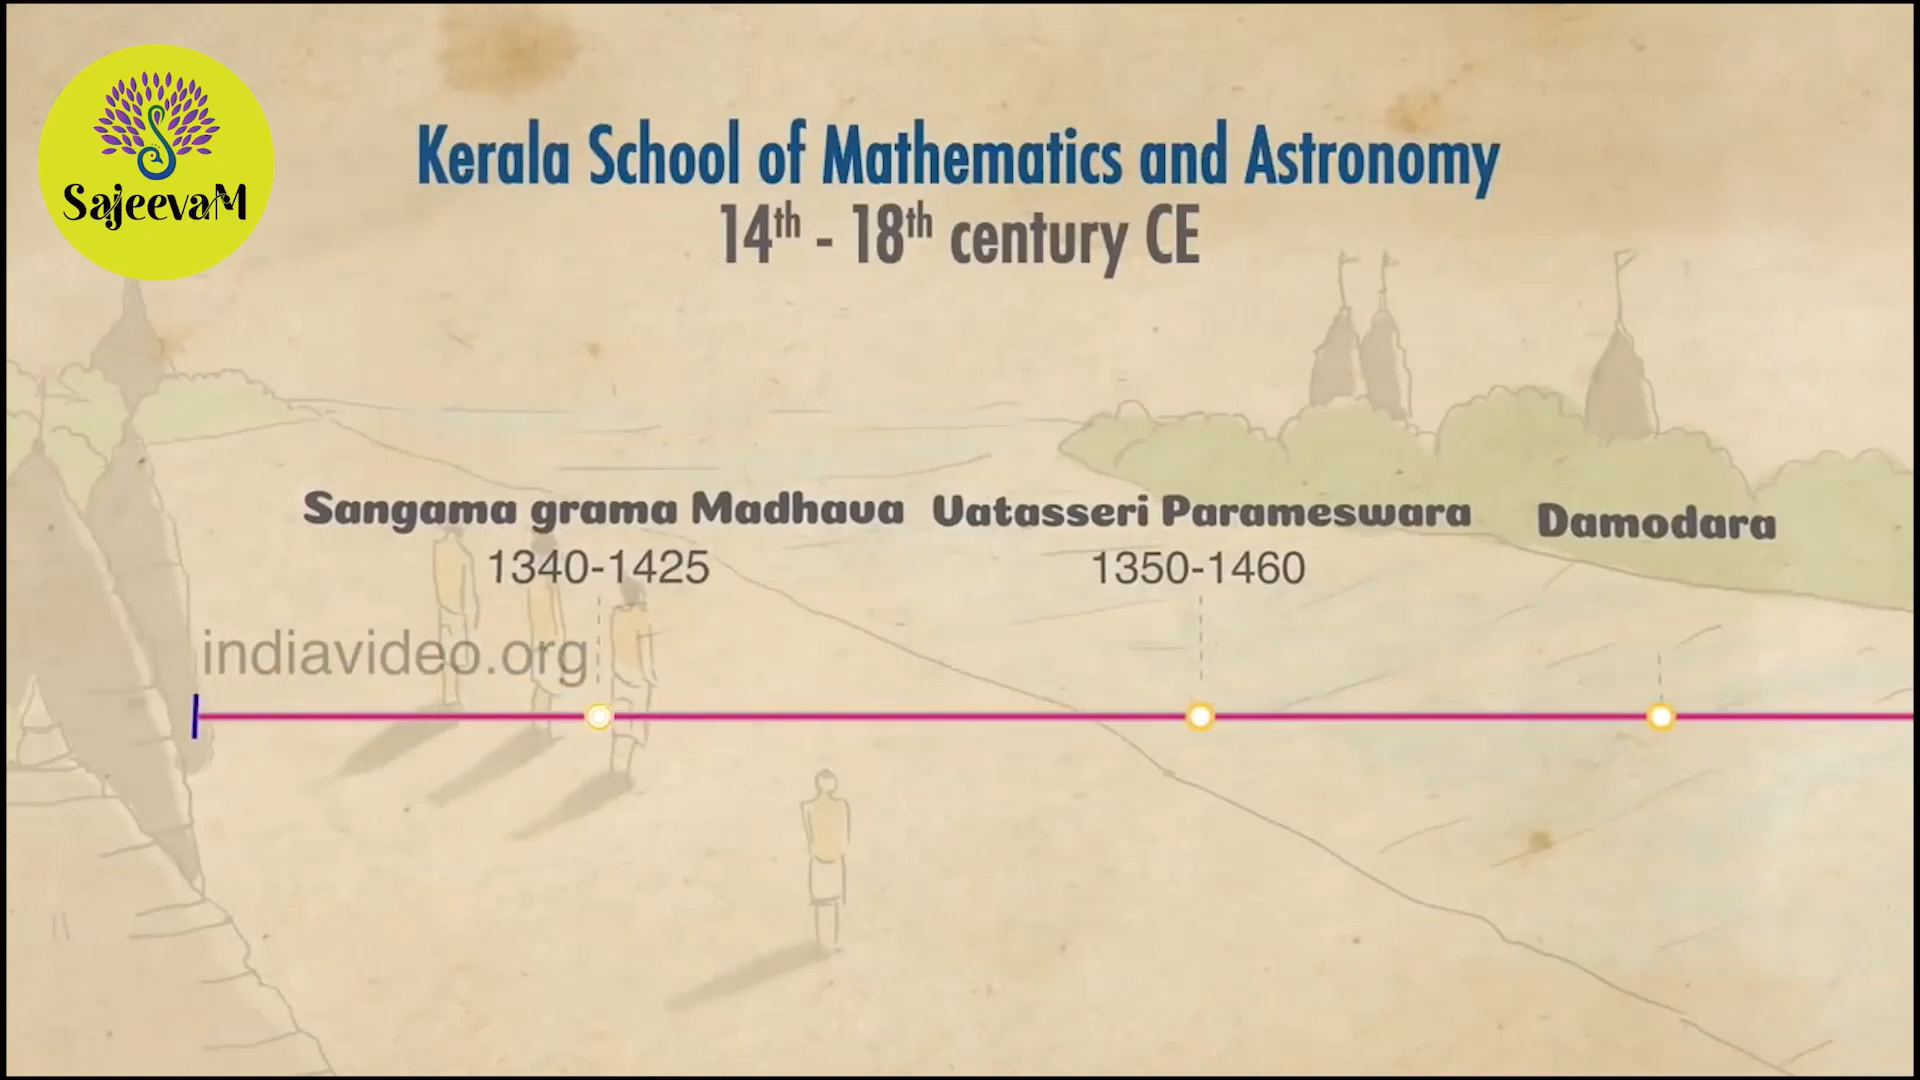 SajeevaM
Kerala School of Mathematics and Astronomy
14th - 18th century CE
Sangama grama Madhava
1340-1425
Vatasseri Parameswara
1350-1460
Damodara
indiavideo.org